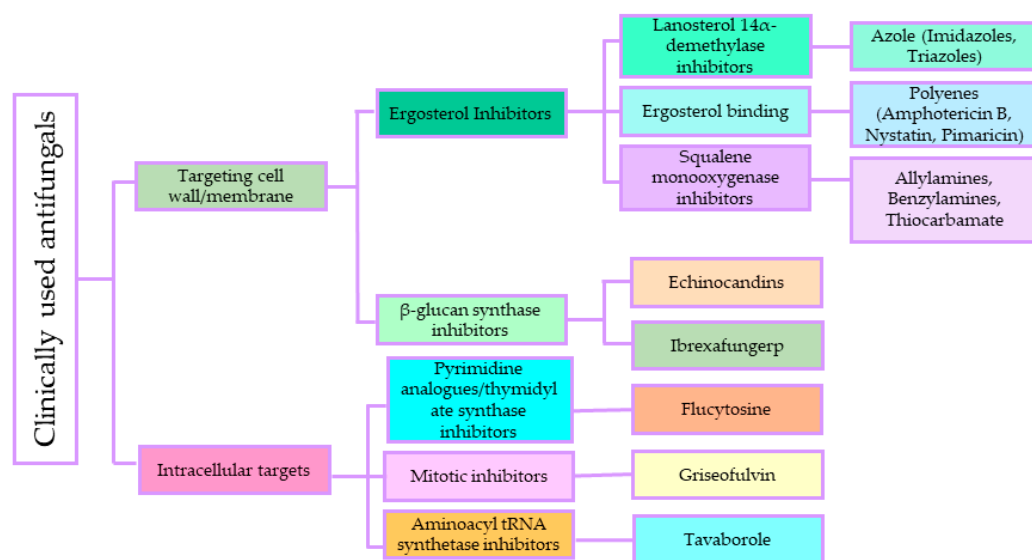 Clinically used antifungals
Targeting cell
wall/membrane
Ergosterol Inhibitors
Lanosterol 14α-
demethylase
inhibitors
Azole (Imidazoles,
Triazoles)
Ergosterol binding
Polyenes
(Amphotericin B,
Nystatin, Pimaricin)
Squalene
monooxygenase
inhibitors
Allylamines,
Benzylamines,
Thiocarbamate
β-glucan synthase
inhibitors
Echinocandins
Ibrexafungerp
Intracellular targets
Pyrimidine
analogues/thymidyl
ate synthase
inhibitors
Flucytosine
Mitotic inhibitors
Griseofulvin
Aminoacyl tRNA
synthetase inhibitors
Tavaborole